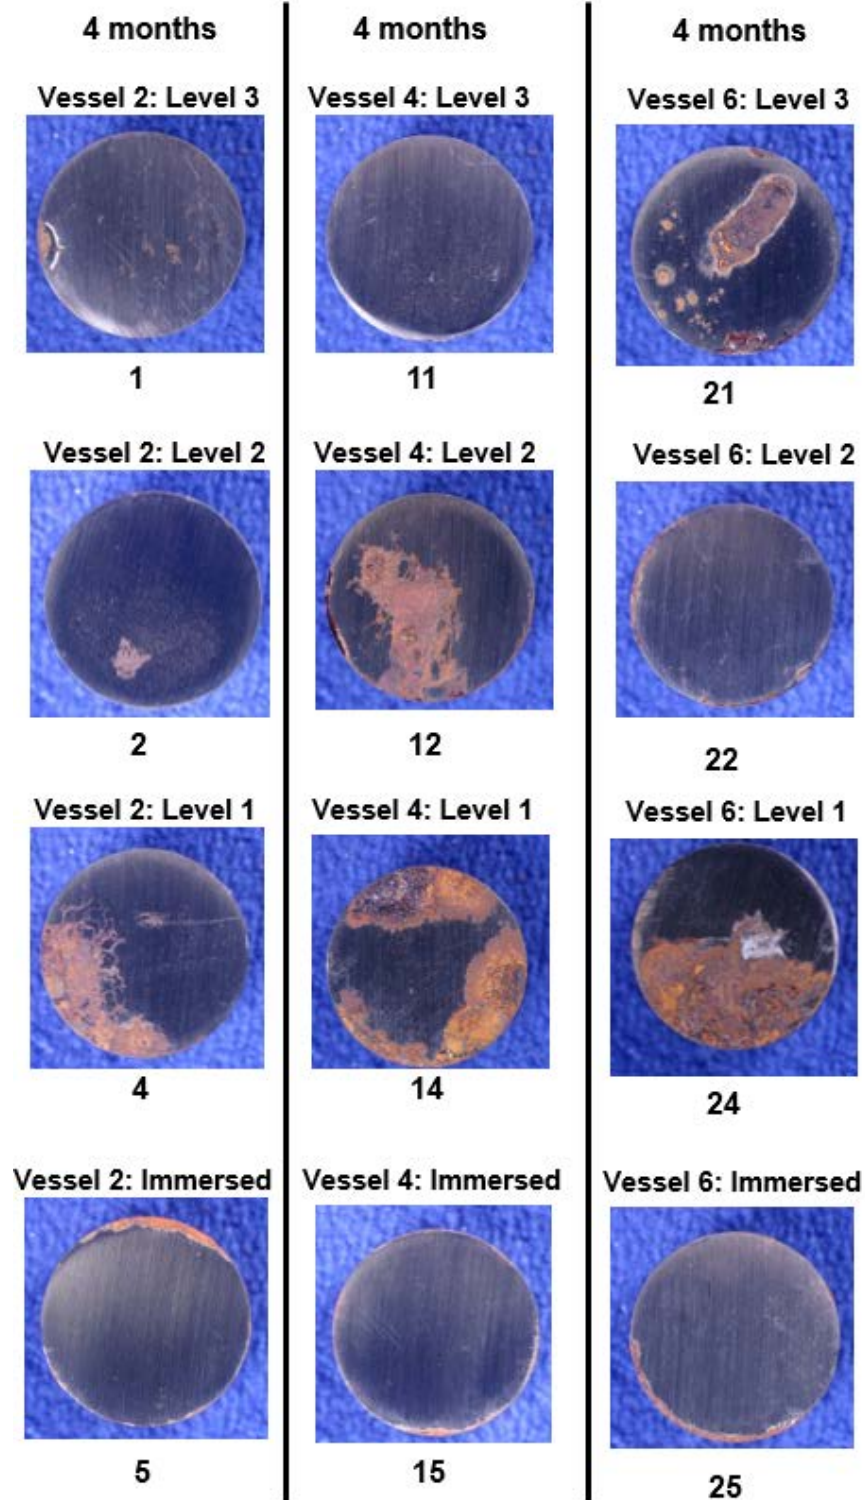 4 months
4 months
4 months
Vessel 2: Level 3
Vessel 4: Level 3
Vessel 6: Level 3
1
11
21
Vessel 2: Level 2
Vessel 4: Level 2
Vessel 6: Level 2
2
12
22
Vessel 2: Level 1
Vessel 4: Level 1
Vessel 6: Level 1
4
14
24
Vessel 2: Immersed
Vessel 4: Immersed
Vessel 6: Immersed
5
15
25